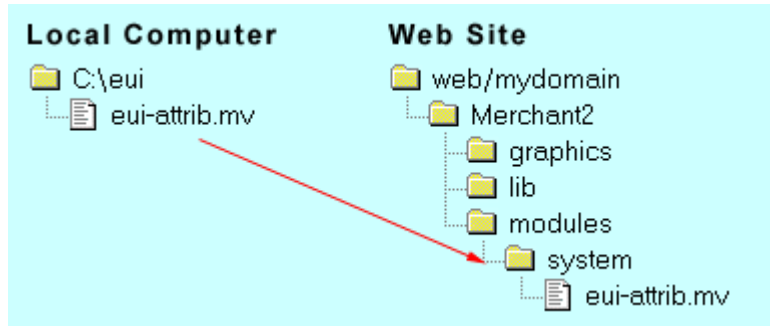 Local Computer
C:\eui
eui-attrib.mv
Web Site
web/mydomain
Merchant2
graphics
lib
modules
system
eui-attrib.mv